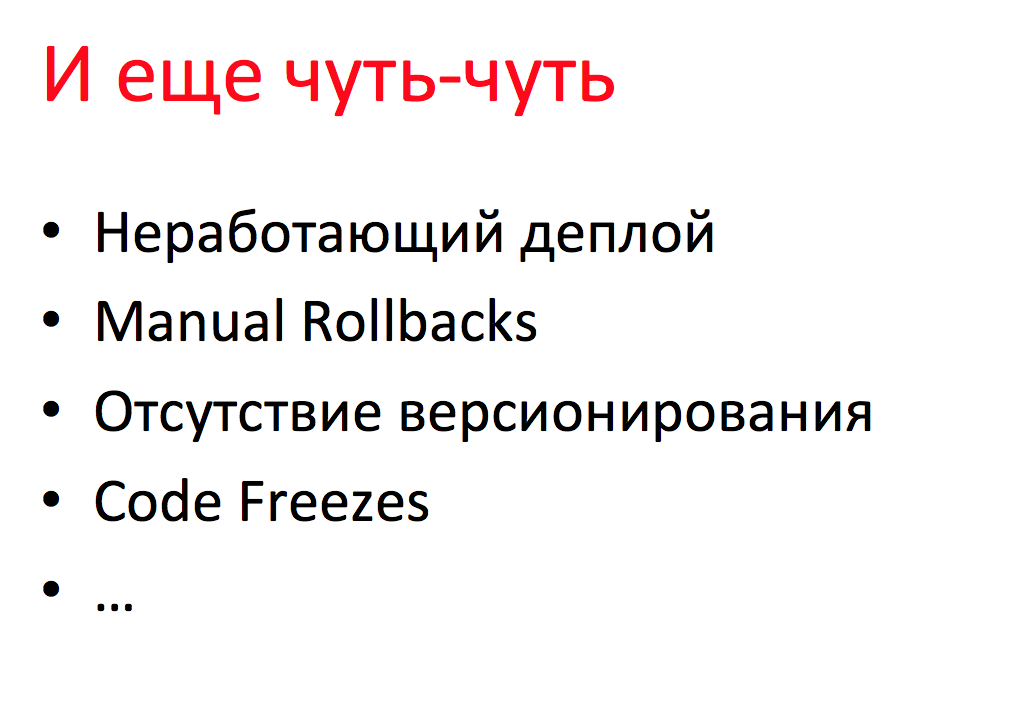 И еще чуть-чуть
• Неработающий деплой
• Manual Rollbacks
• Отсутствие версионирования
• Code Freezes
• …